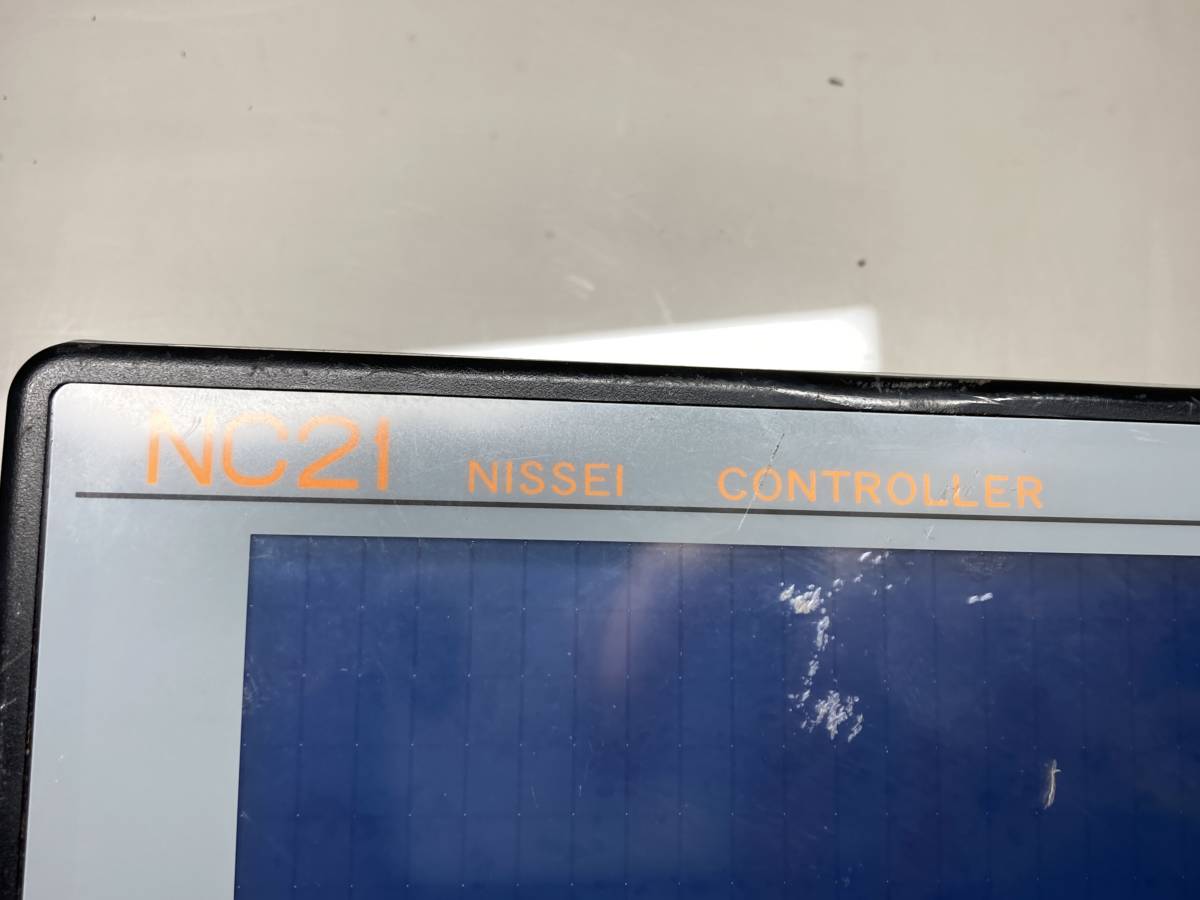 NC21 NISSEI CONTROLLER